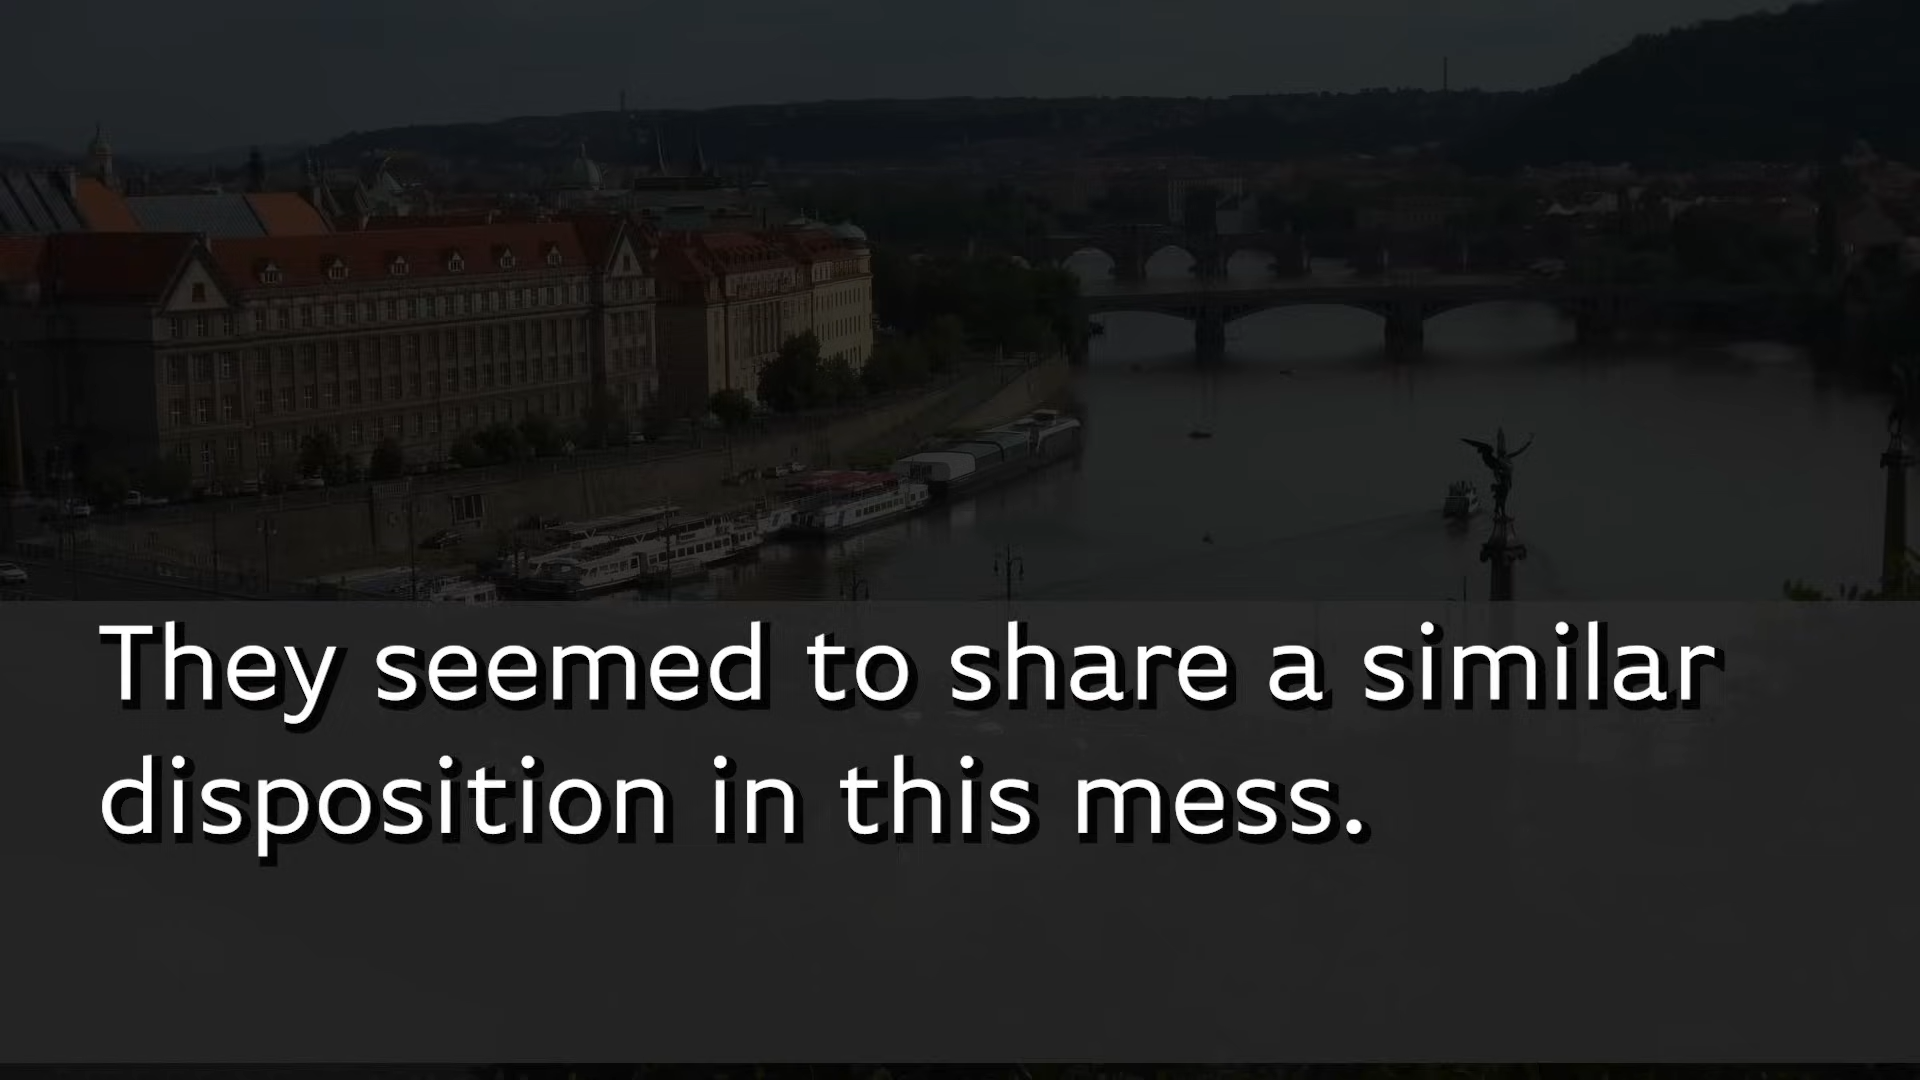 They seemed to share a similar
disposition in this mess.